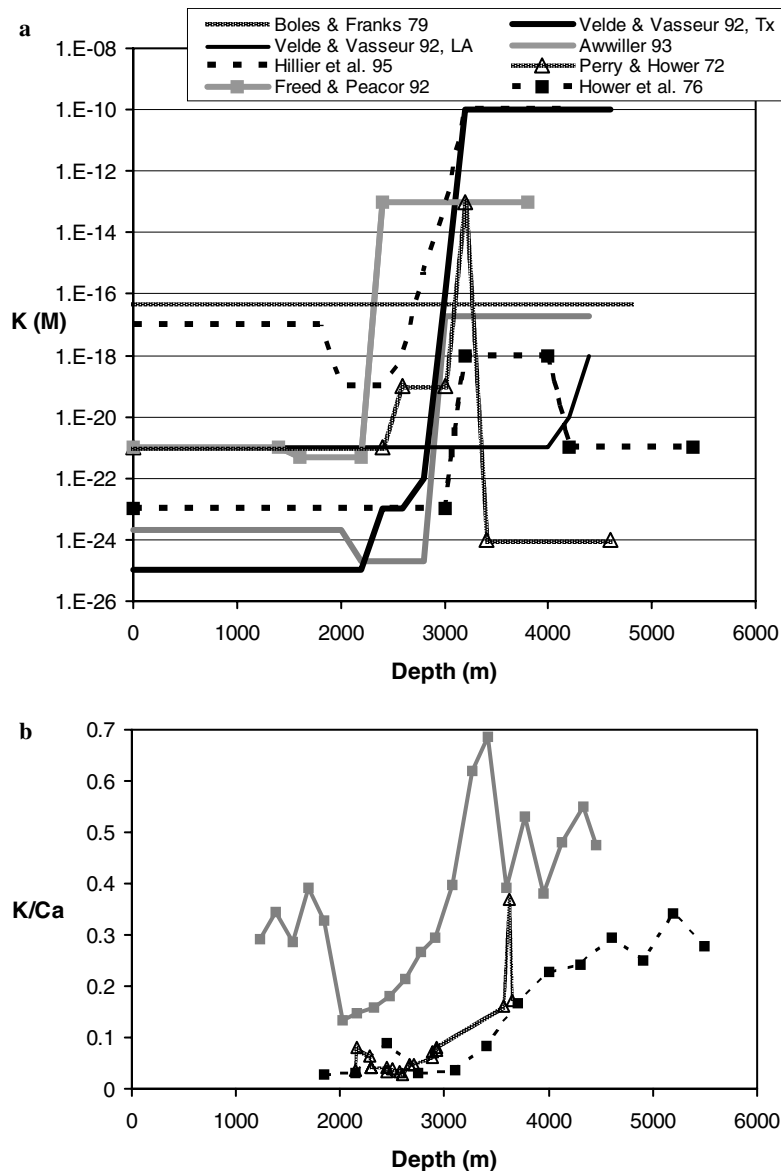 a
Boles & Franks 79
Velde & Vasseur 92, Tx
Velde & Vasseur 92, LA
Awwiller 93
Hillier et al. 95
Perry & Hower 72
Freed & Peacor 92
Hower et al. 76
1.E-08
1.E-10
1.E-12
1.E-14
1.E-16
1.E-18
1.E-20
1.E-22
1.E-24
1.E-26
K (M)
0 1000 2000 3000 4000 5000 6000
Depth (m)
b
0.7
0.6
0.5
0.4
0.3
0.2
0.1
0
K/Ca
0 1000 2000 3000 4000 5000 6000
Depth (m)